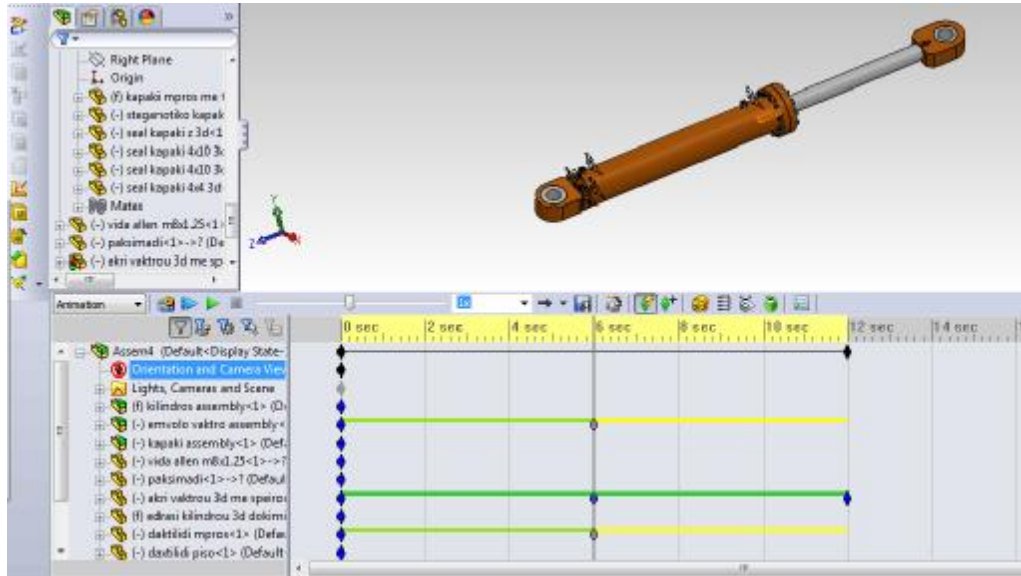 Right Plane
Origin
(f) kapaki mpros me
(-) steganotiko kapak
(-) seal kapaki z 3d<1
(-) seal kapaki 4x10 3
(-) seal kapaki 4x10 3
(-) seal kapaki 4x4 3d
Mates
(-) vida allen m8x1.25<1>
(-) paksimadi<1>->? (De
(-) akri vaktrou 3d me sp
Y
Z
X
Animation
0 sec 2 sec 4 sec 6 sec 8 sec 10 sec 12 sec 14 sec
Assem4 (Default<Display State-
Orientation and Camera View
Lights, Cameras and Scene
(f) kilindros assembly<1> (D
(-) emvolo vaktro assembly<
(-) kapaki assembly<1> (Def
(-) vida allen m8x1.25<1>->?
(-) paksimadi<1>->? (Defaul
(-) akri vaktrou 3d me speiro
(f) edrasi kilindrou 3d dokimi
(-) daktilidi mpros<1> (Defa
(-) daxtilidi piso<1> (Default